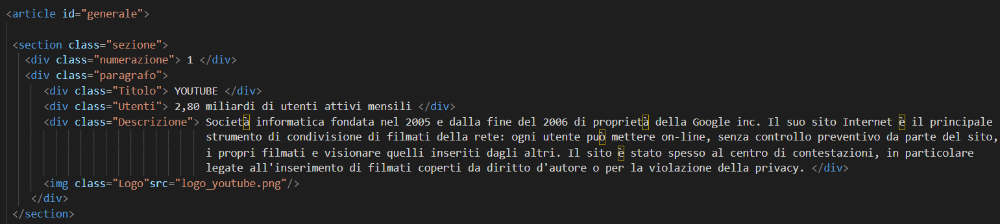 <article id="generale">
<section class="sezione">
<div class="numerazione"> 1 </div>
<div class="paragrafo">
<div class="Titolo"> YOUTUBE </div>
<div class="Utenti"> 2,80 miliardi di utenti attivi mensili </div>
<div class="Descrizione"> Società informatica fondata nel 2005 e dalla fine del 2006 di proprietà della Google inc. Il suo sito Internet è il principale
strumento di condivisione di filmati della rete: ogni utente può mettere on-line, senza controllo preventivo da parte del sito,
i propri filmati e visionare quelli inseriti dagli altri. Il sito è stato spesso al centro di contestazioni, in particolare
legate all'inserimento di filmati coperti da diritto d'autore o per la violazione della privacy. </div>
<img class="Logo"src="logo_youtube.png"/>
</div>
</section>